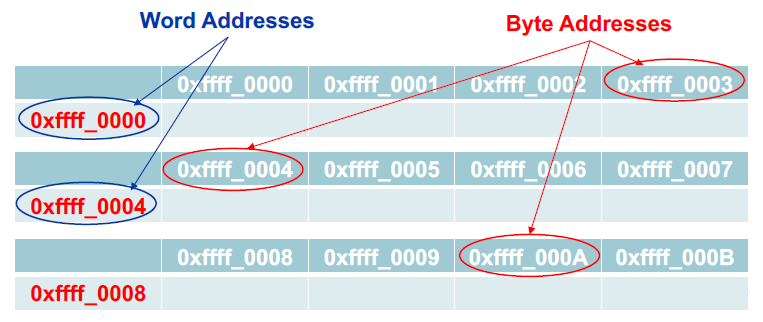 Word Addresses
Byte Addresses
0xffff_0000 0xffff_0001 0xffff_0002 0xffff_0003
0xffff_0000
0xffff_0004 0xffff_0005 0xffff_0006 0xffff_0007
0xffff_0004
0xffff_0008 0xffff_0009 0xffff_000A 0xffff_000B
0xffff_0008